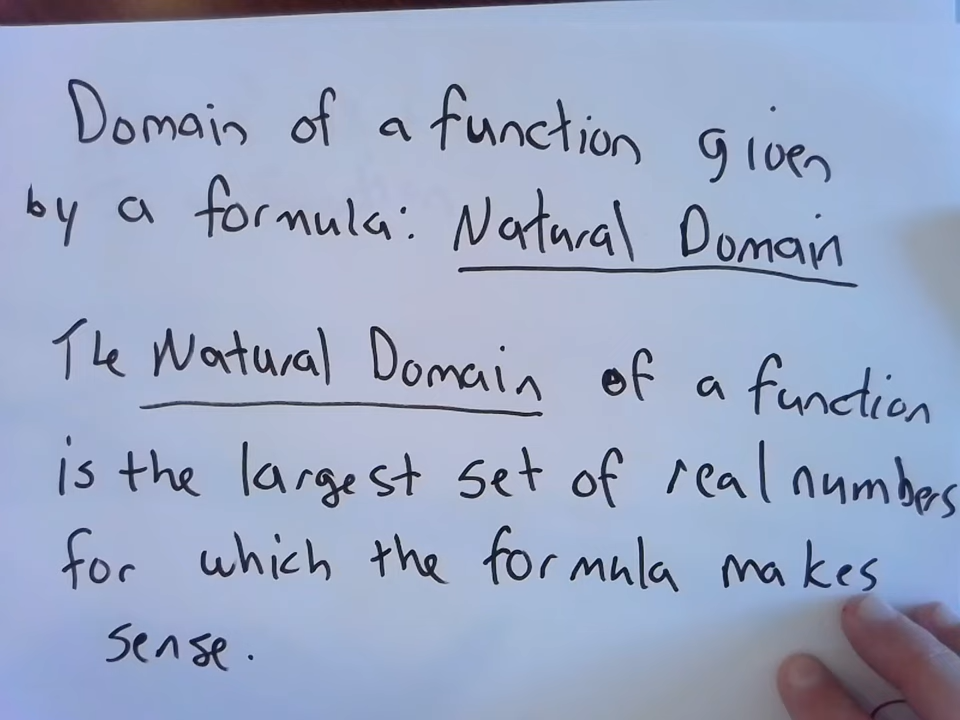 Domain of a function given
by a formula: Natural Domain
The Natural Domain of a function
is the largest set of real numbers
for which the formula makes
sense.